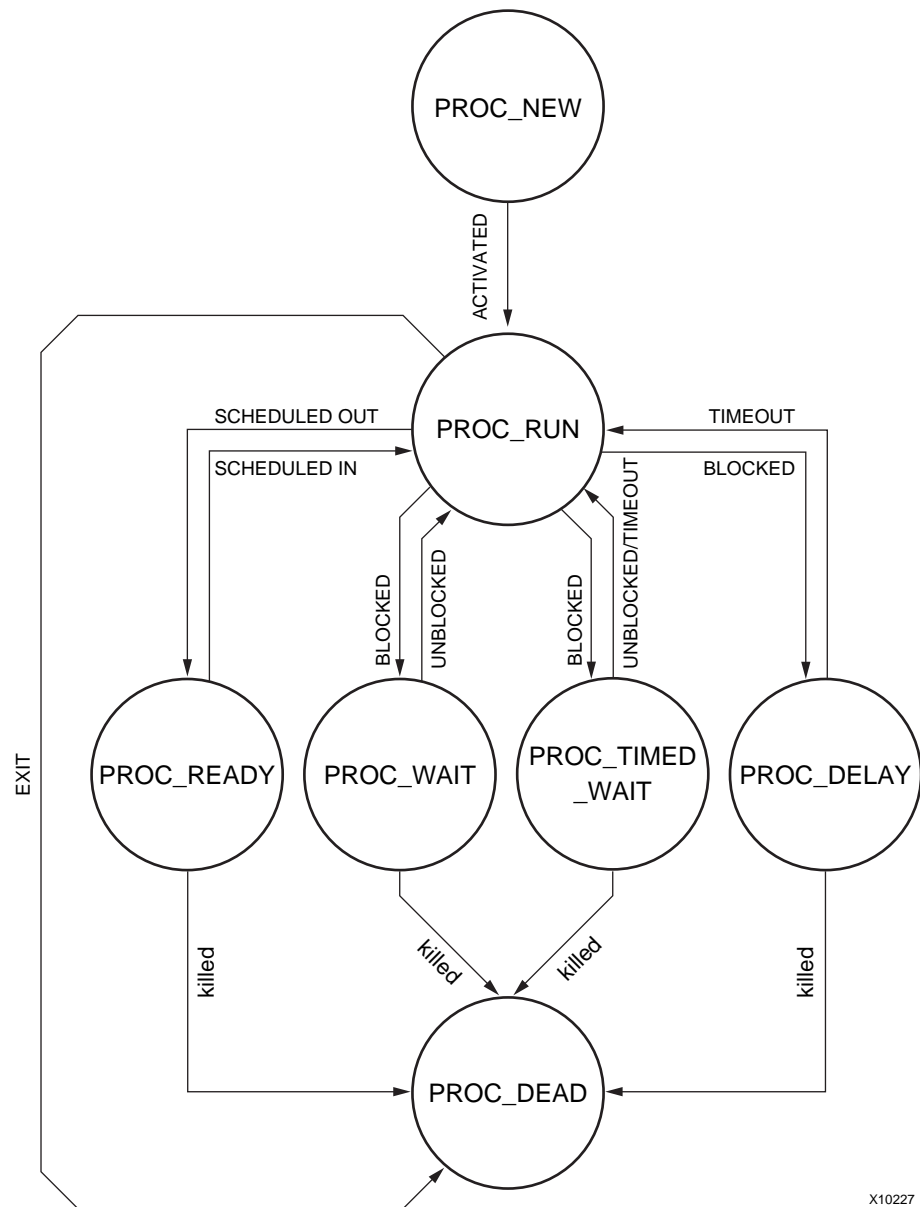 PROC_NEW
ACTIVATED
SCHEDULED OUT
PROC_RUN
TIMEOUT
SCHEDULED IN
BLOCKED
BLOCKED
UNBLOCKED
BLOCKED
UNBLOCKED/TIMEOUT
EXIT
PROC_READY
PROC_WAIT
PROC_TIMED
_WAIT
PROC_DELAY
killed
killed
killed
killed
PROC_DEAD
X10227